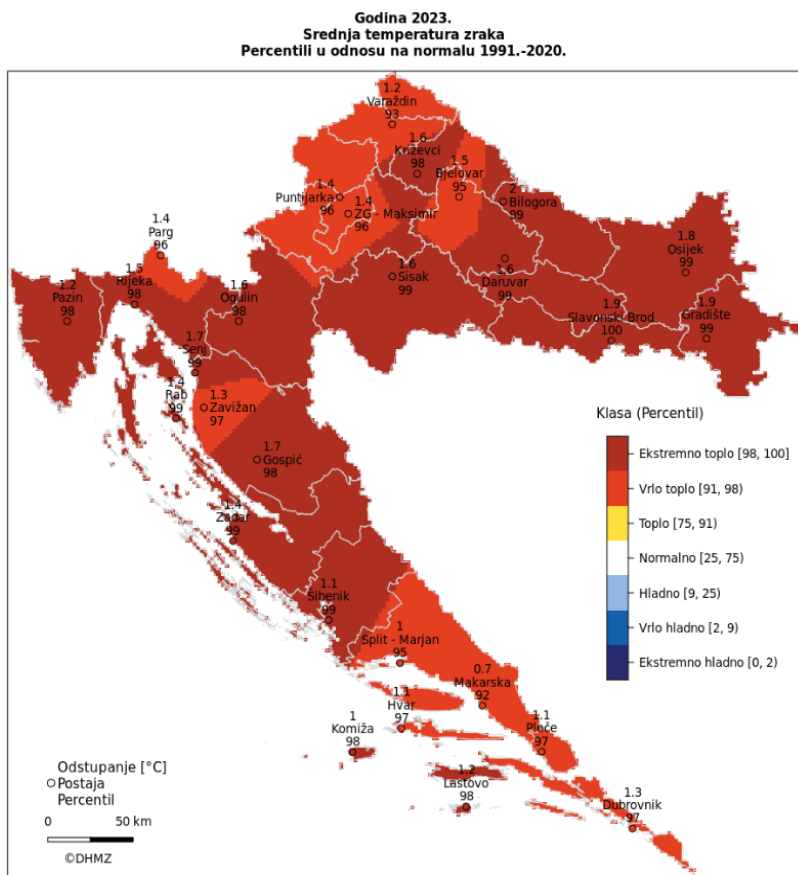 Godina 2023.
Srednja temperatura zraka
Percentili u odnosu na normalu 1991.-2020.
1.2
Varaždin
93
1.6
Križevci
98
1.5
Bjelovar
95
2
Bilogora
99
1.4
Puntijarka
96
1.4
ZG - Maksimir
96
1.4
Parg
96
1.8
Osijek
99
1.2
Pazin
98
1.5
Rijeka
98
1.6
Ogulin
98
1.6
Sisak
99
1.6
Daruvar
99
1.9
Slavonski Brod
100
1.9
Gradište
99
1.7
Senj
99
1.4
Rab
99
1.3
Zavižan
97
1.7
Gospić
98
1.4
Zadar
99
1.1
Šibenik
99
1
Split - Marjan
95
0.7
Makarska
92
1.1
Hvar
97
1
Komiža
98
1.1
Ploče
97
1.2
Lastovo
98
1.3
Dubrovnik
97
Klasa (Percentil)
Ekstremno toplo [98, 100]
Vrlo toplo [91, 98)
Toplo [75, 91)
Normalno [25, 75)
Hladno [9, 25)
Vrlo hladno [2, 9)
Ekstremno hladno [0, 2)
Odstupanje [°C]
Postaja
Percentil
0 50 km
©DHMZ